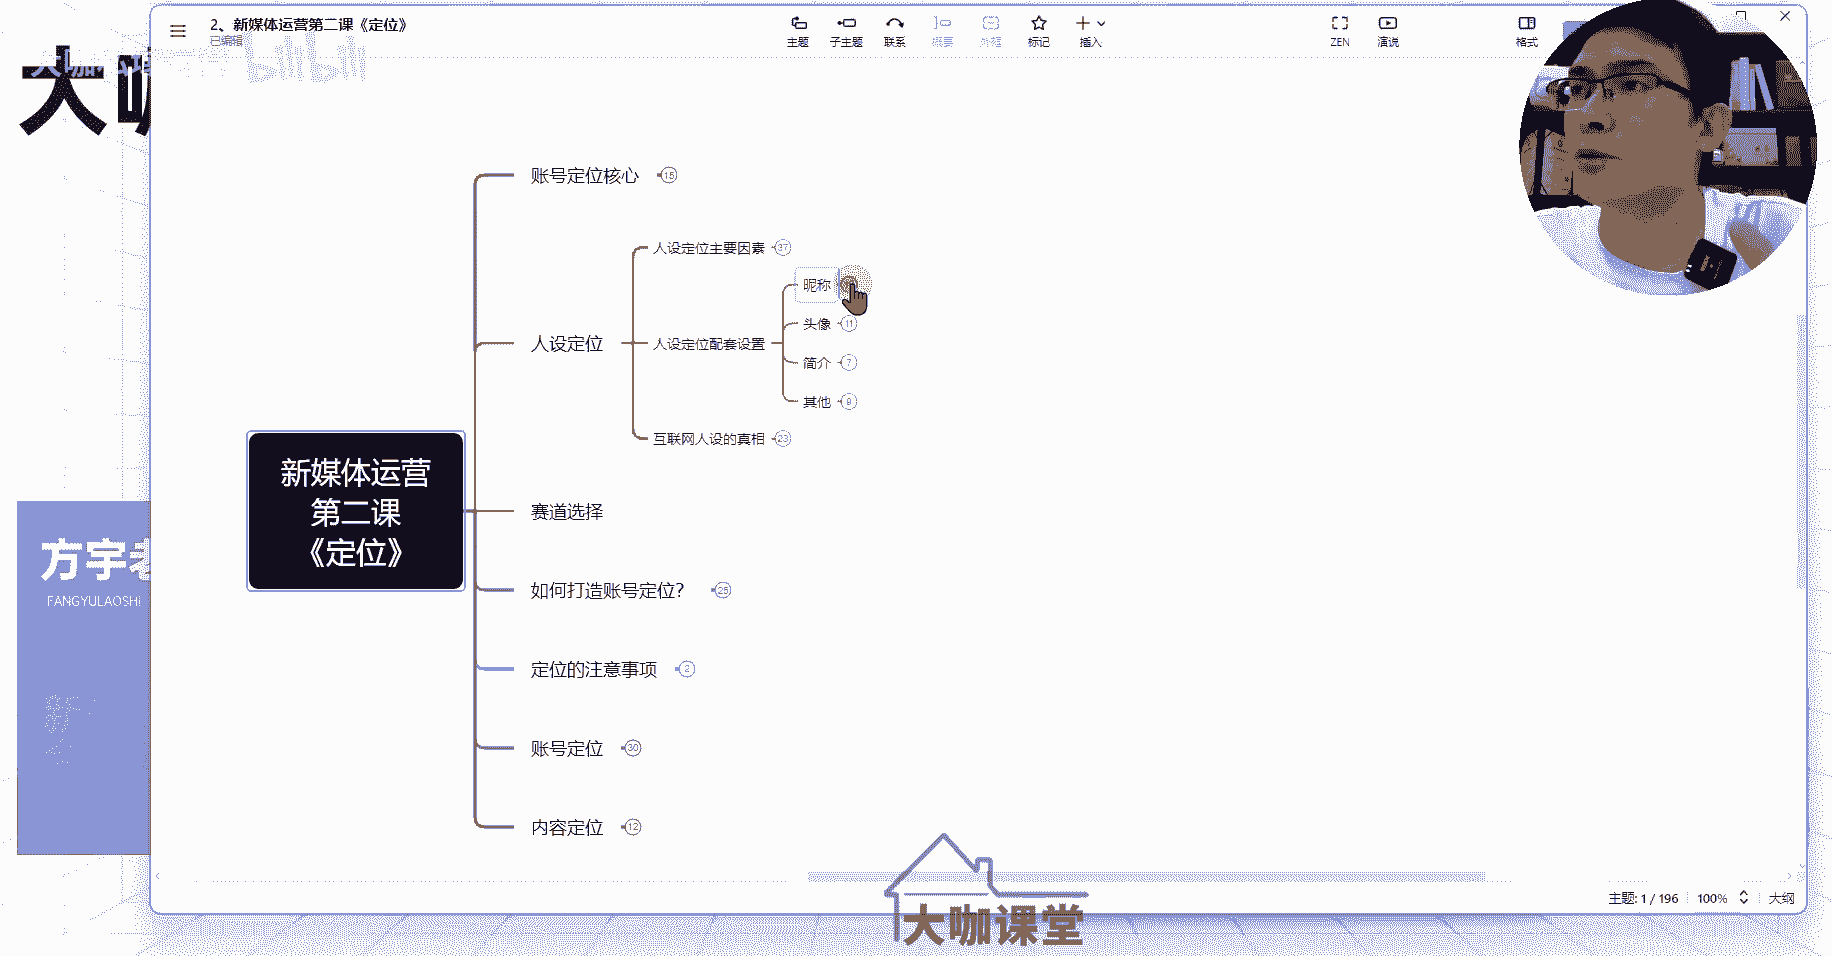 2、新媒体运营第二课《定位》
已编辑
主题
子主题
联系
概要
外框
标记
插入
ZEN
演说
格式
大咖
bilibili
账号定位核心 15
人设定位主要因素 37
昵称
头像 11
人设定位
人设定位配套设置
简介 7
其他 9
互联网人设的真相 23
新媒体运营
第二课
《定位》
赛道选择
方宇老
FANGYULAOSHI
如何打造账号定位？ 25
定位的注意事项 2
账号定位 30
内容定位 12
主题: 1 / 196
100%
大纲
大咖课堂